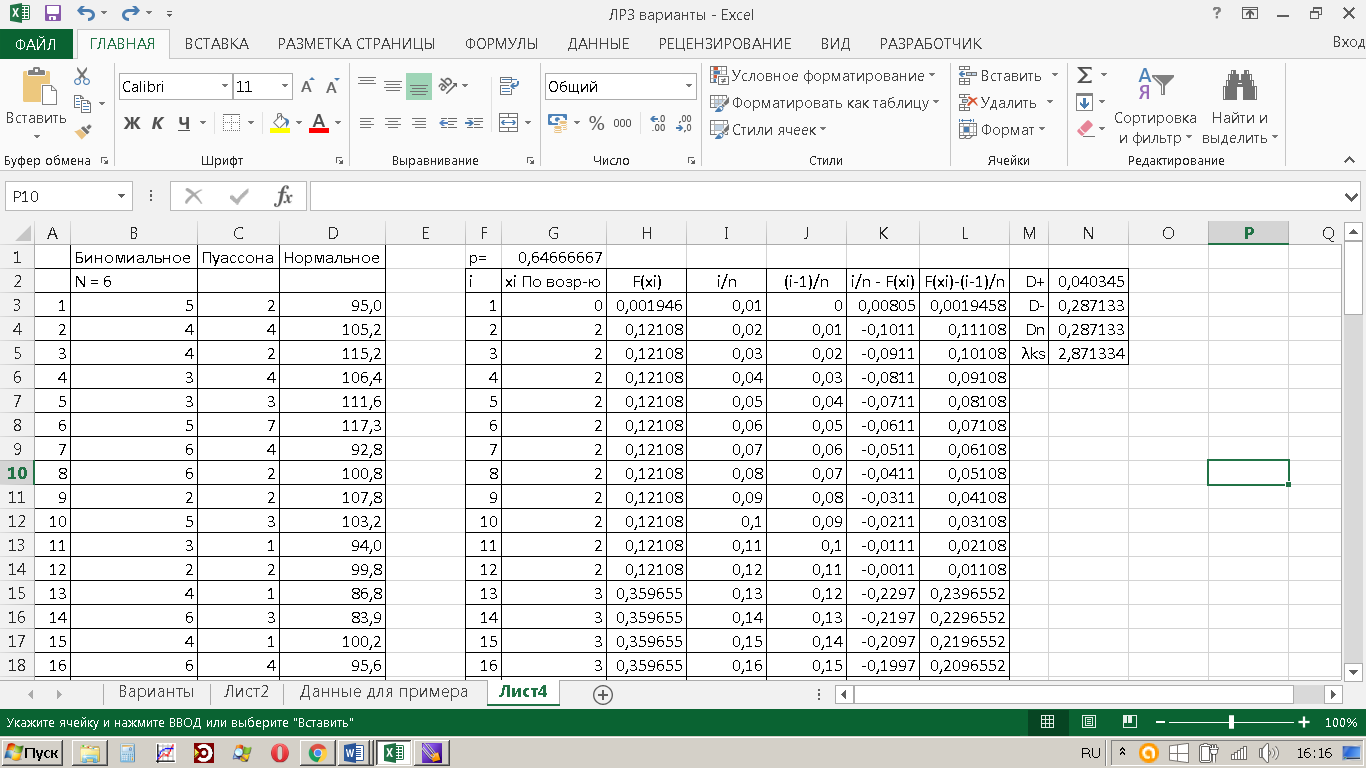 ЛР3 варианты - Excel
?
ФАЙЛ ГЛАВНАЯ ВСТАВКА РАЗМЕТКА СТРАНИЦЫ ФОРМУЛЫ ДАННЫЕ РЕЦЕНЗИРОВАНИЕ ВИД РАЗРАБОТЧИК Вход
Вставить
Calibri 11
Ж К Ч
Общий
% 000
Условное форматирование
Форматировать как таблицу
Стили ячеек
Вставить
Удалить
Формат
Сортировка
и фильтр
Найти и
выделить
Буфер обмена Шрифт Выравнивание Число Стили Ячейки Редактирование
P10 fx
A B C D E F G H I J K L M N O P Q
1 Биномиальное Пуассона Нормальное p= 0,64666667
2 N = 6 i xi По возр-ю F(xi) i/n (i-1)/n i/n - F(xi) F(xi)-(i-1)/n D+ 0,040345
3 1 5 2 95,0 1 0 0,001946 0,01 0 0,00805 0,0019458 D- 0,287133
4 2 4 4 105,2 2 2 0,12108 0,02 0,01 -0,1011 0,11108 Dn 0,287133
5 3 4 2 115,2 3 2 0,12108 0,03 0,02 -0,0911 0,10108 λks 2,871334
6 4 3 4 106,4 4 2 0,12108 0,04 0,03 -0,0811 0,09108
7 5 3 3 111,6 5 2 0,12108 0,05 0,04 -0,0711 0,08108
8 6 5 7 117,3 6 2 0,12108 0,06 0,05 -0,0611 0,07108
9 7 6 4 92,8 7 2 0,12108 0,07 0,06 -0,0511 0,06108
10 8 6 2 100,8 8 2 0,12108 0,08 0,07 -0,0411 0,05108
11 9 2 2 107,8 9 2 0,12108 0,09 0,08 -0,0311 0,04108
12 10 5 3 103,2 10 2 0,12108 0,1 0,09 -0,0211 0,03108
13 11 3 1 94,0 11 2 0,12108 0,11 0,1 -0,0111 0,02108
14 12 2 2 99,8 12 2 0,12108 0,12 0,11 -0,0011 0,01108
15 13 4 1 86,8 13 3 0,359655 0,13 0,12 -0,2297 0,2396552
16 14 6 3 83,9 14 3 0,359655 0,14 0,13 -0,2197 0,2296552
17 15 4 1 100,2 15 3 0,359655 0,15 0,14 -0,2097 0,2196552
18 16 6 4 95,6 16 3 0,359655 0,16 0,15 -0,1997 0,2096552
Варианты Лист2 Данные для примера Лист4
Укажите ячейку и нажмите ВВОД или выберите "Вставить" 100%
Пуск RU 16:16